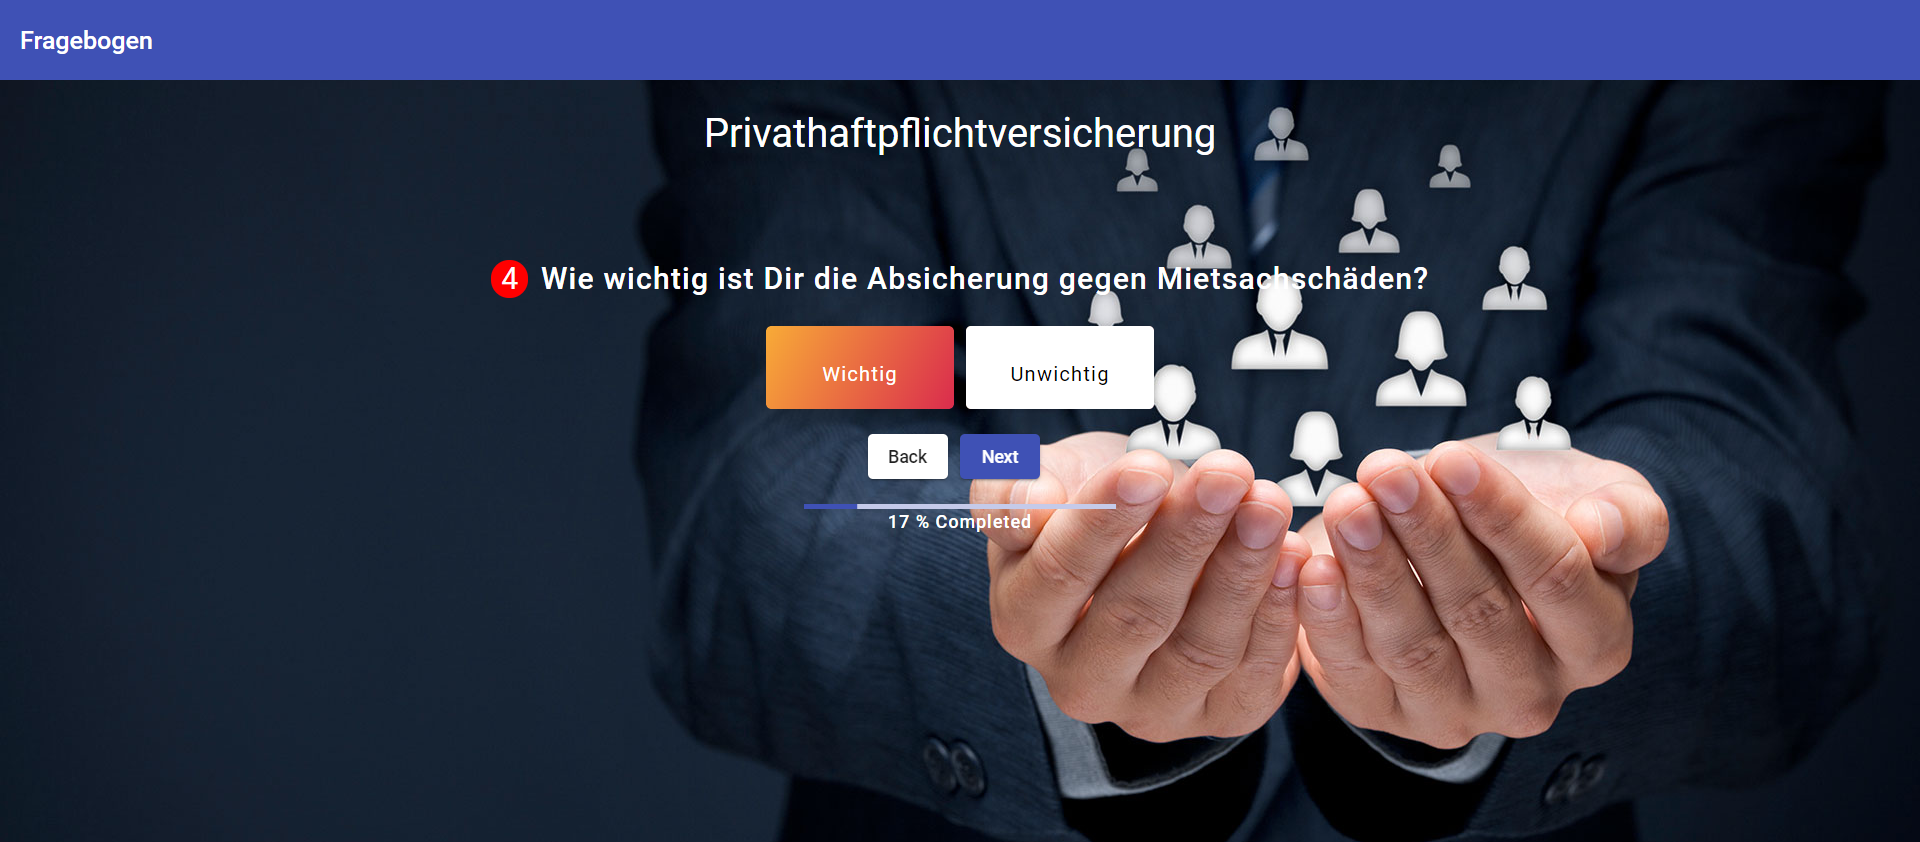 Fragebogen
Privathaftpflichtversicherung
4 Wie wichtig ist Dir die Absicherung gegen Mietsachschäden?
Wichtig Unwichtig
Back Next
17 % Completed